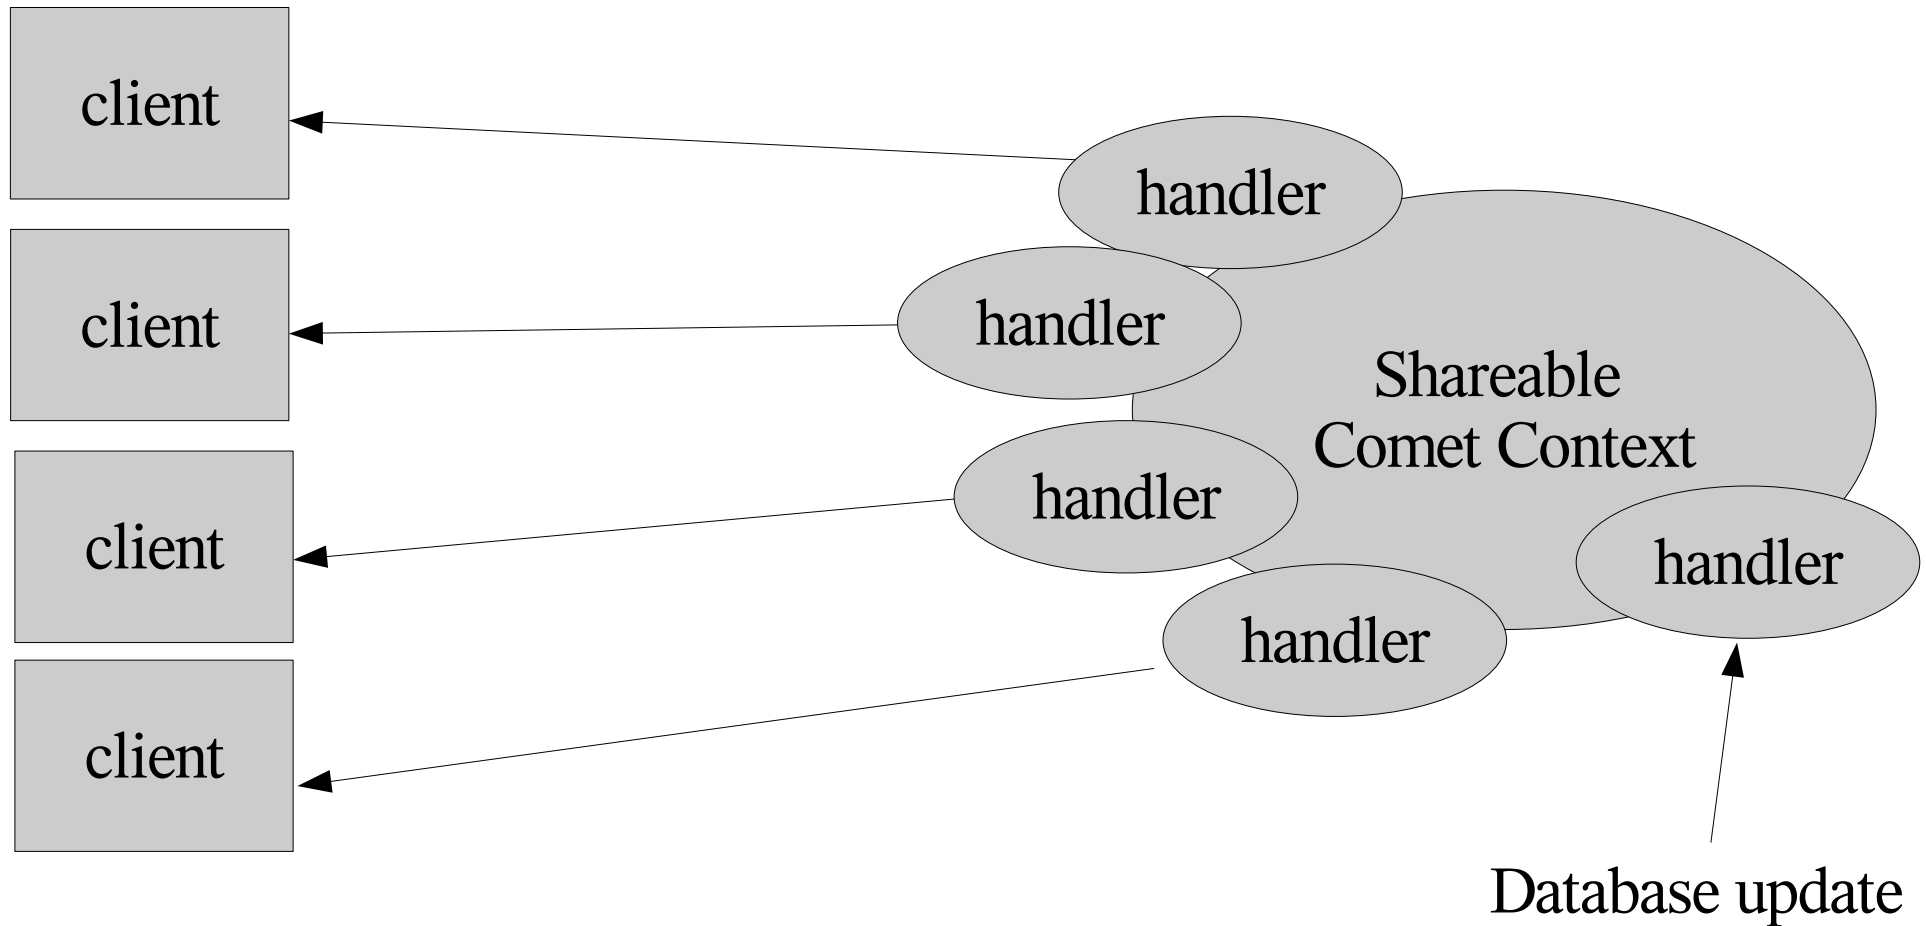 client
handler
client
handler
Shareable
Comet Context
client
handler
handler
handler
client
Database update